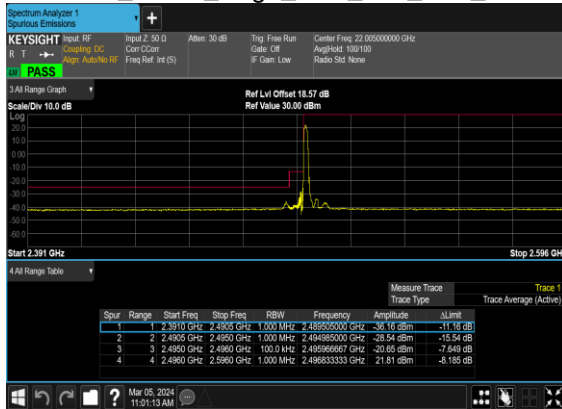 Spectrum Analyzer 1
Spurious Emissions
+
KEYSIGHT
R T
Input: RF
Coupling: DC
Align: Auto/No RF
Input Z: 50 Ω
Corr CCorr
Freq Ref: Int (S)
Atten: 30 dB
Trig: Free Run
Gate: Off
IF Gain: Low
Center Freq: 22.005000000 GHz
Avg|Hold: 100/100
Radio Std: None
PASS
3 All Range Graph
Ref Lvl Offset 18.57 dB
Scale/Div 10.0 dB
Ref Value 30.00 dBm
Log
20.0
10.0
0.00
-10.0
-20.0
-30.0
-40.0
-50.0
-60.0
Start 2.391 GHz
Stop 2.596 GH
4 All Range Table
Measure Trace Trace 1
Trace Type Trace Average (Active)
Spur Range Start Freq Stop Freq RBW Frequency Amplitude ΔLimit
1 1 2.3910 GHz 2.4905 GHz 1.000 MHz 2.489505000 GHz -36.16 dBm -11.16 dB
2 2 2.4905 GHz 2.4950 GHz 1.000 MHz 2.494985000 GHz -28.54 dBm -15.54 dB
3 3 2.4950 GHz 2.4960 GHz 100.0 kHz 2.495966667 GHz -20.65 dBm -7.649 dB
4 4 2.4960 GHz 2.5960 GHz 1.000 MHz 2.496833333 GHz 21.81 dBm -8.185 dB
?
Mar 05, 2024
11:01:13 AM